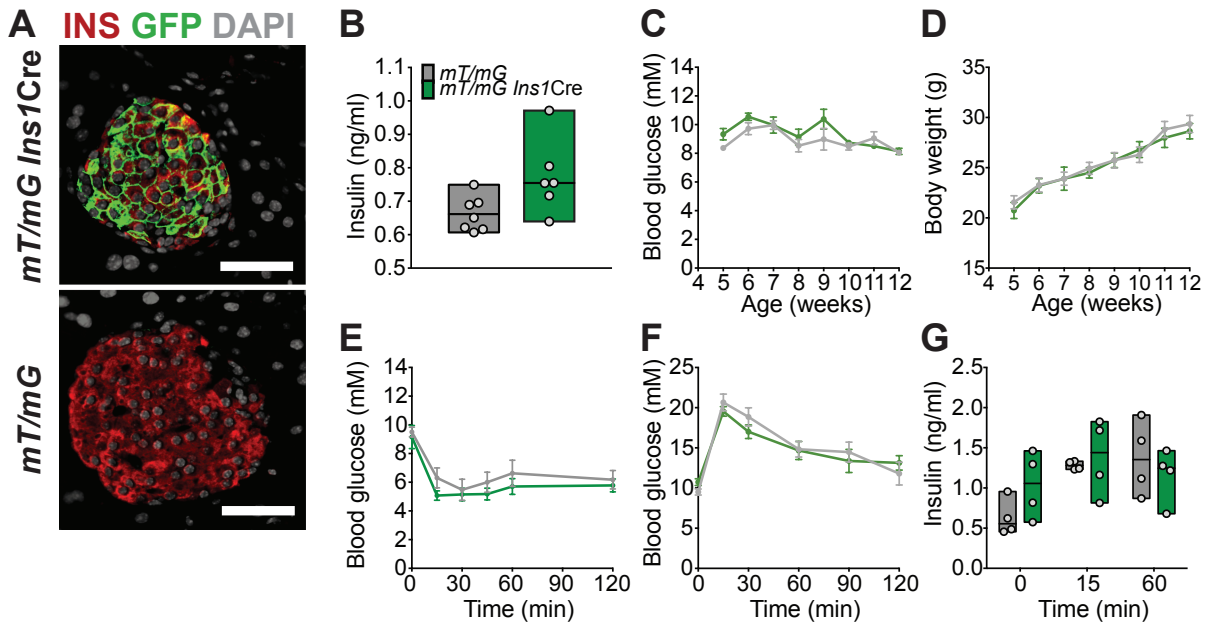 A
INS GFP DAPI
mT/mG Ins1Cre
mT/mG
B
Insulin (ng/ml)
1.1
1.0
0.9
0.8
0.7
0.6
0.5
mT/mG
mT/mG Ins1Cre
C
Blood glucose (mM)
14
12
10
8
6
4
2
0
4 5 6 7 8 9 10 11 12
Age (weeks)
D
Body weight (g)
35
30
25
20
15
4 5 6 7 8 9 10 11 12
Age (weeks)
E
Blood glucose (mM)
14
12
10
8
6
4
2
0
0 30 60 90 120
Time (min)
F
Blood glucose (mM)
25
20
15
10
5
0
0 30 60 90 120
Time (min)
G
Insulin (ng/ml)
2.5
2.0
1.5
1.0
0.5
0.0
0 15 60
Time (min)